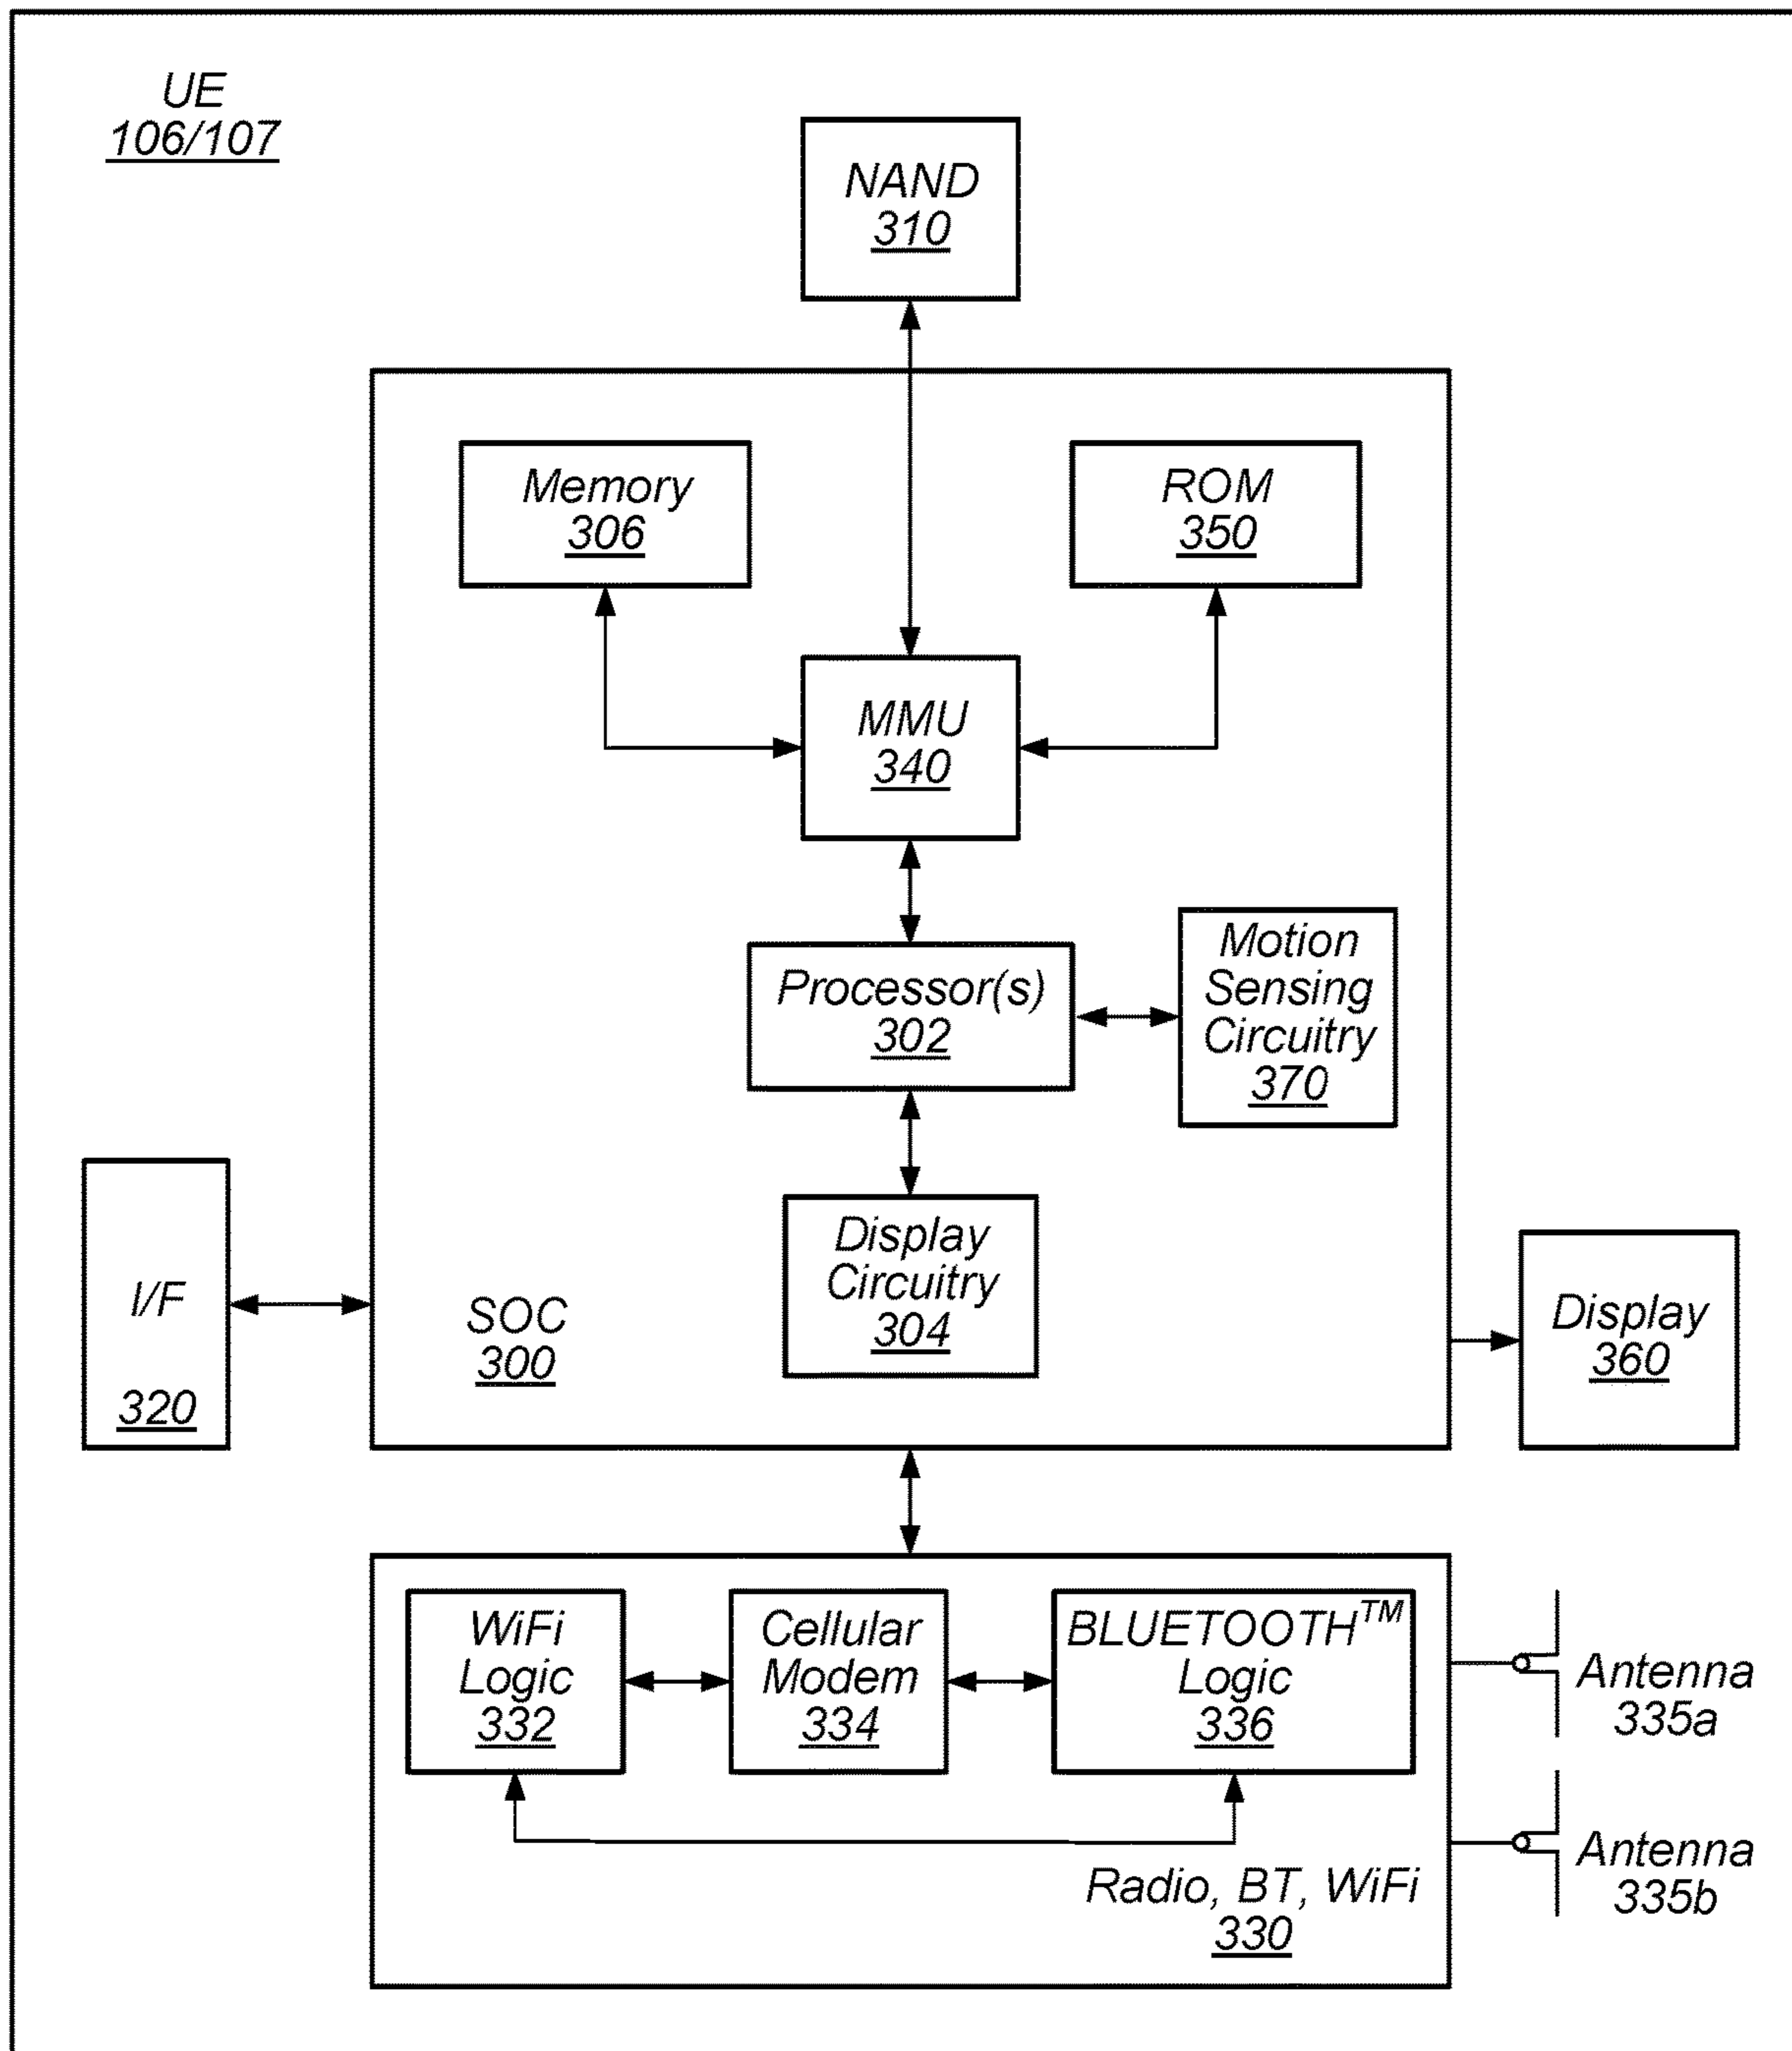 UE
106/107
NAND
310
Memory
306
ROM
350
MMU
340
Processor(s)
302
Motion
Sensing
Circuitry
370
Display
Circuitry
304
SOC
300
I/F
320
Display
360
WiFi
Logic
332
Cellular
Modem
334
BLUETOOTH™
Logic
336
Radio, BT, WiFi
330
Antenna
335a
Antenna
335b